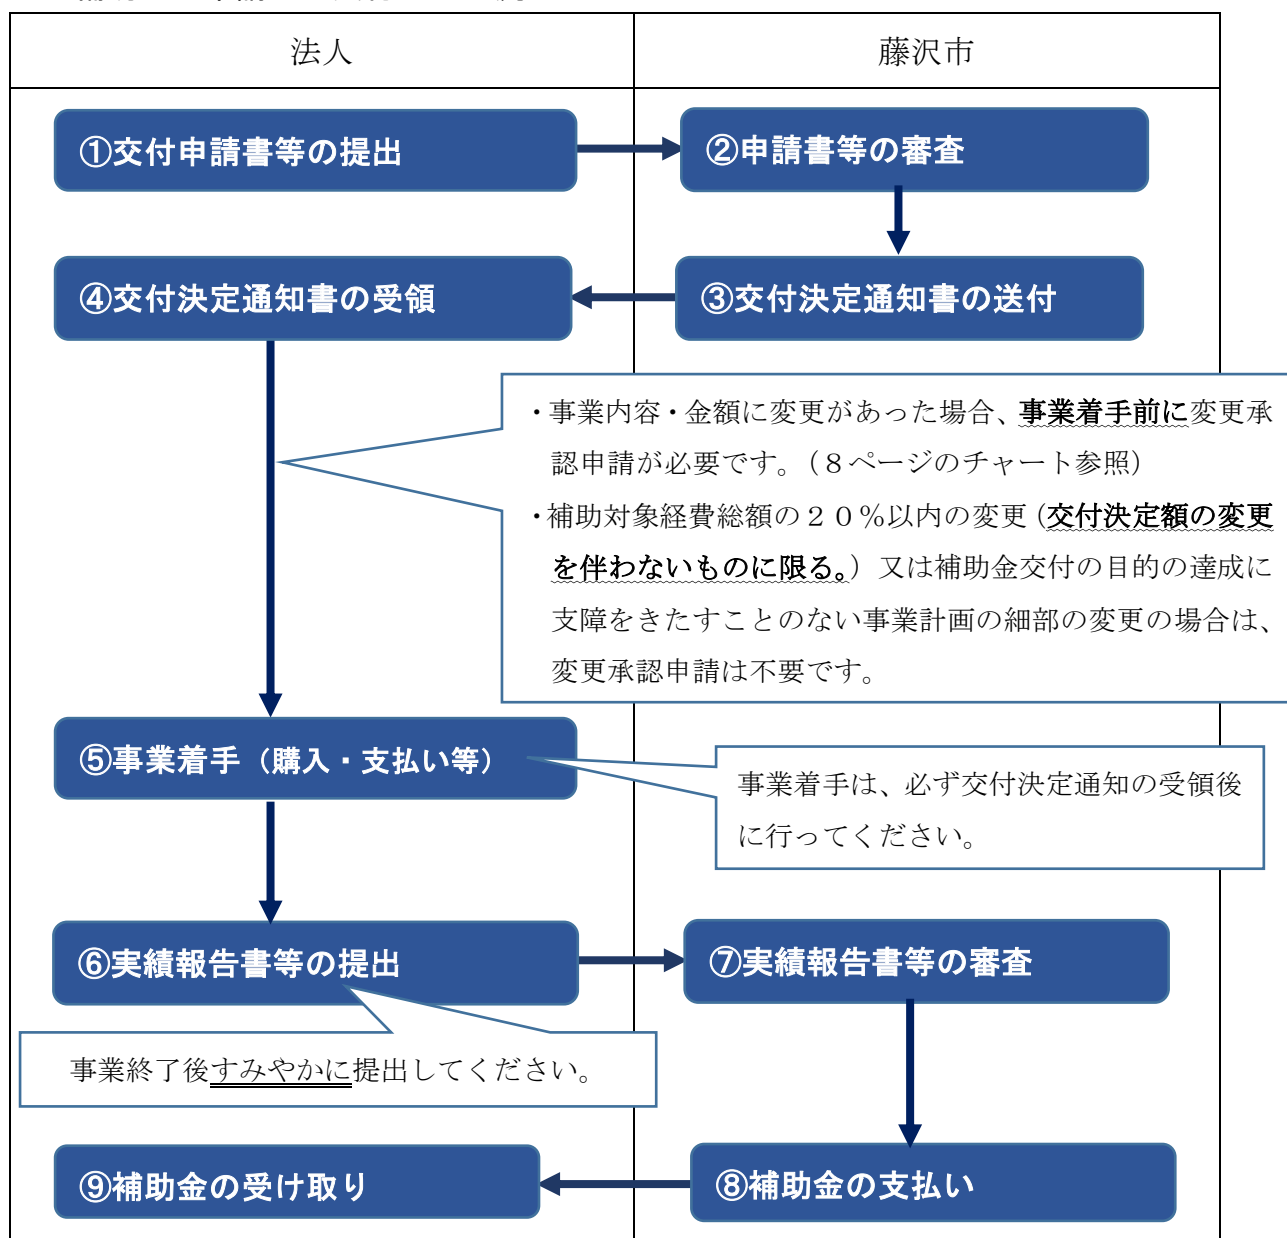 法人
藤沢市
①交付申請書等の提出
②申請書等の審査
④交付決定通知書の受領
③交付決定通知書の送付
・事業内容・金額に変更があった場合、事業着手前に変更承
認申請が必要です。（８ページのチャート参照）
・補助対象経費総額の２０％以内の変更（交付決定額の変更
を伴わないものに限る。）又は補助金交付の目的の達成に
支障をきたすことのない事業計画の細部の変更の場合は、
変更承認申請は不要です。
⑤事業着手（購入・支払い等）
事業着手は、必ず交付決定通知の受領後
に行ってください。
⑥実績報告書等の提出
⑦実績報告書等の審査
事業終了後すみやかに提出してください。
⑨補助金の受け取り
⑧補助金の支払い